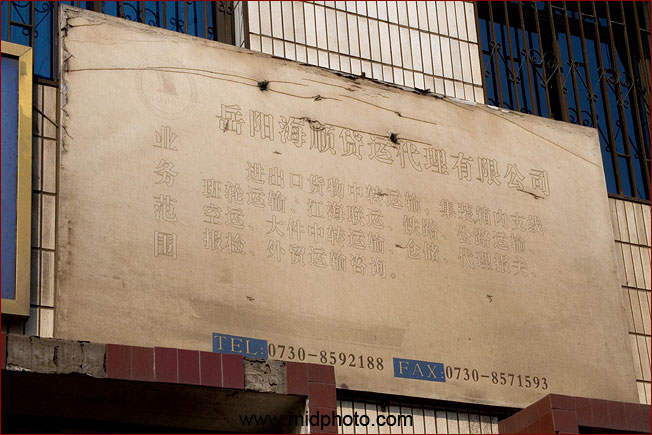 岳阳海顺货运代理有限公司
业务范围
进出口货物中转运输、集装箱内支线
班轮运输、江海联运、铁路、公路运输、
空运、大件中转运输、仓储、代理报关、
报检、外贸运输咨询。
TEL:0730-8592188 FAX:0730-8571593
www.midphoto.com